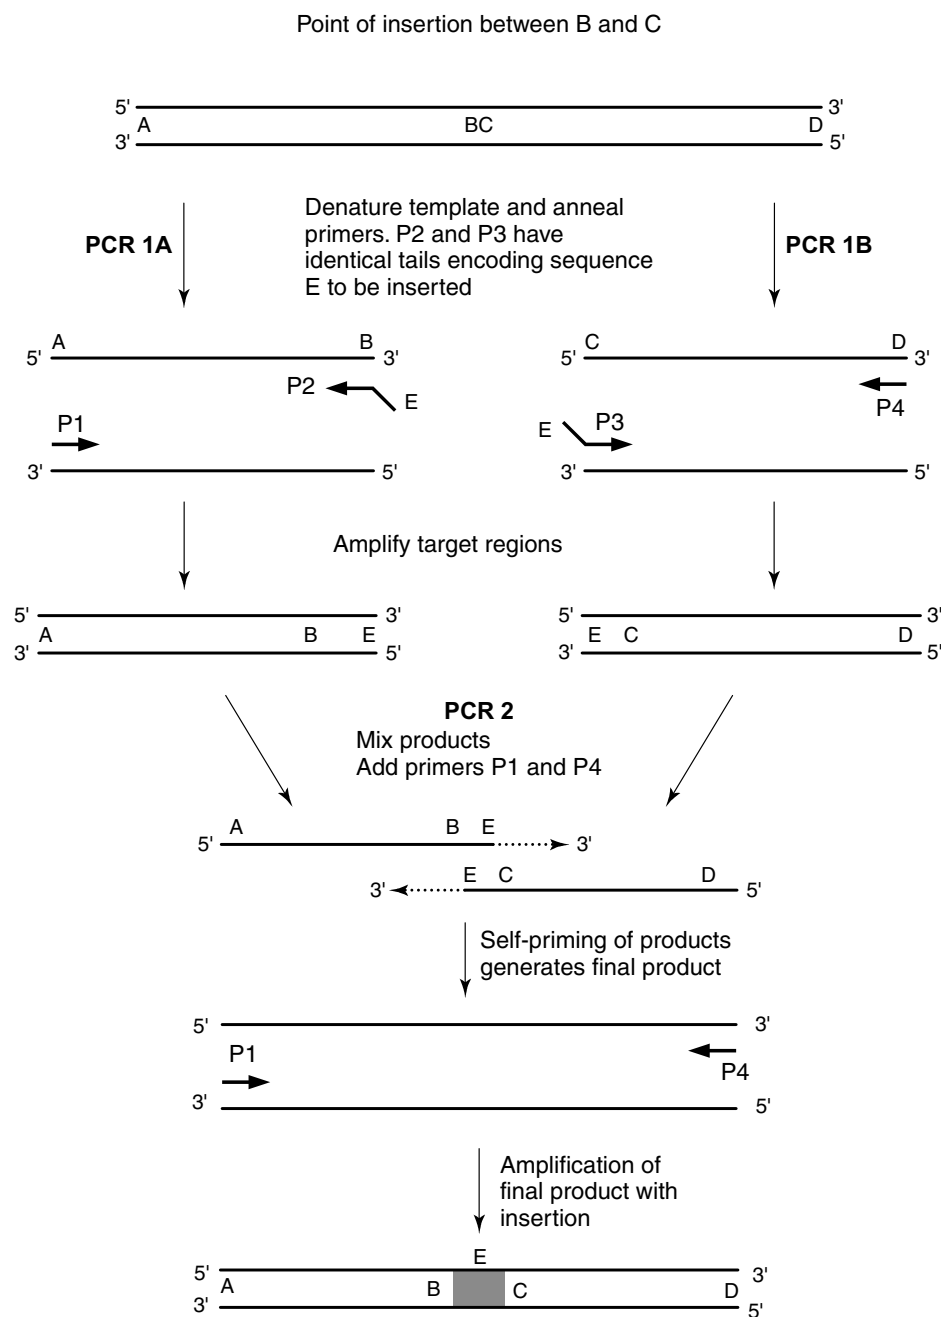 Point of insertion between B and C
5' 3'
A BC D
3' 5'
Denature template and anneal
primers. P2 and P3 have
identical tails encoding sequence
E to be inserted
PCR 1A
PCR 1B
A B
5' 3'
P2
E
P1
3' 5'
C D
5' 3'
P4
E P3
3' 5'
Amplify target regions
5' 3'
A B E
3' 5'
5' 3'
E C D
3' 5'
PCR 2
Mix products
Add primers P1 and P4
A B E
5' 3'
E C D
3' 5'
Self-priming of products
generates final product
5' 3'
P1
P4
3' 5'
Amplification of
final product with
insertion
E
5' 3'
A B C D
3' 5'